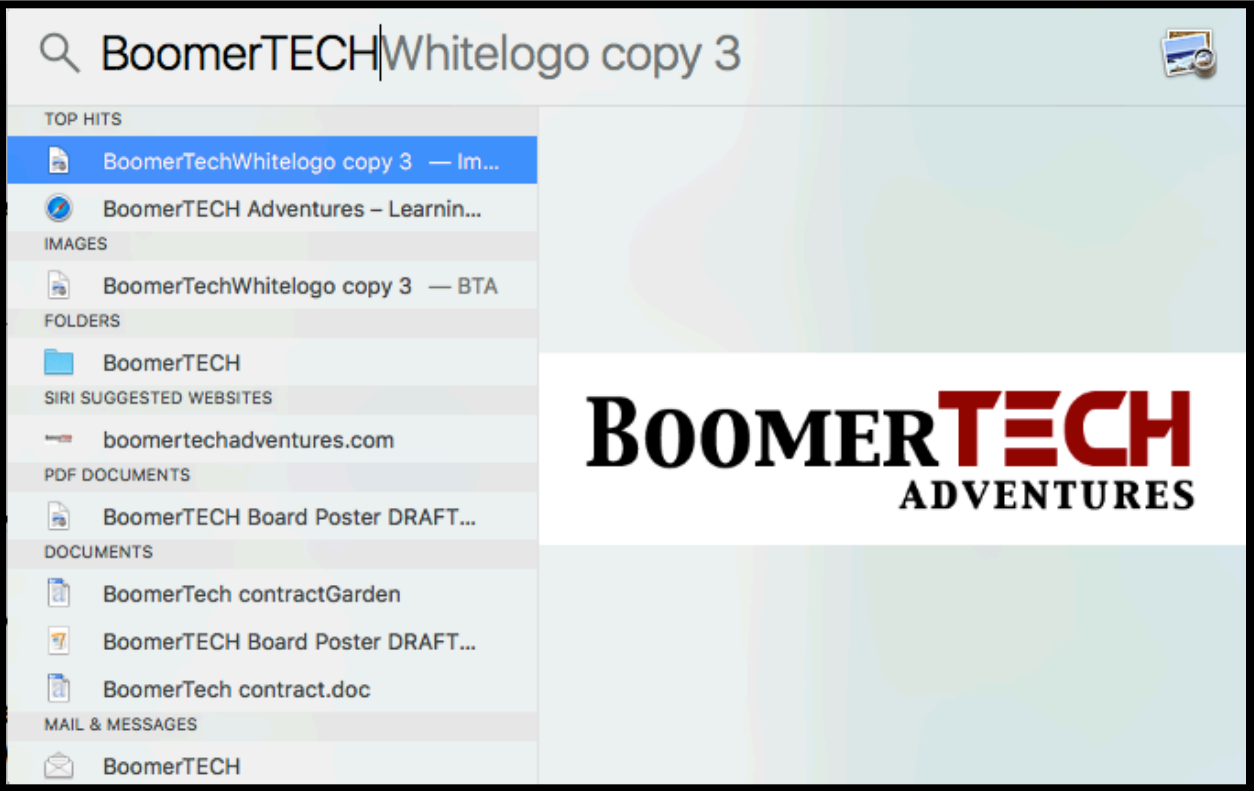 BoomerTECHWhitelogo copy 3
TOP HITS
BoomerTechWhitelogo copy 3 — Im...
BoomerTECH Adventures – Learnin...
IMAGES
BoomerTechWhitelogo copy 3 — BTA
FOLDERS
BoomerTECH
SIRI SUGGESTED WEBSITES
boomertechadventures.com
PDF DOCUMENTS
BoomerTECH Board Poster DRAFT...
DOCUMENTS
BoomerTech contractGarden
BoomerTECH Board Poster DRAFT...
BoomerTech contract.doc
MAIL & MESSAGES
BoomerTECH
BOOMERTECH
ADVENTURES